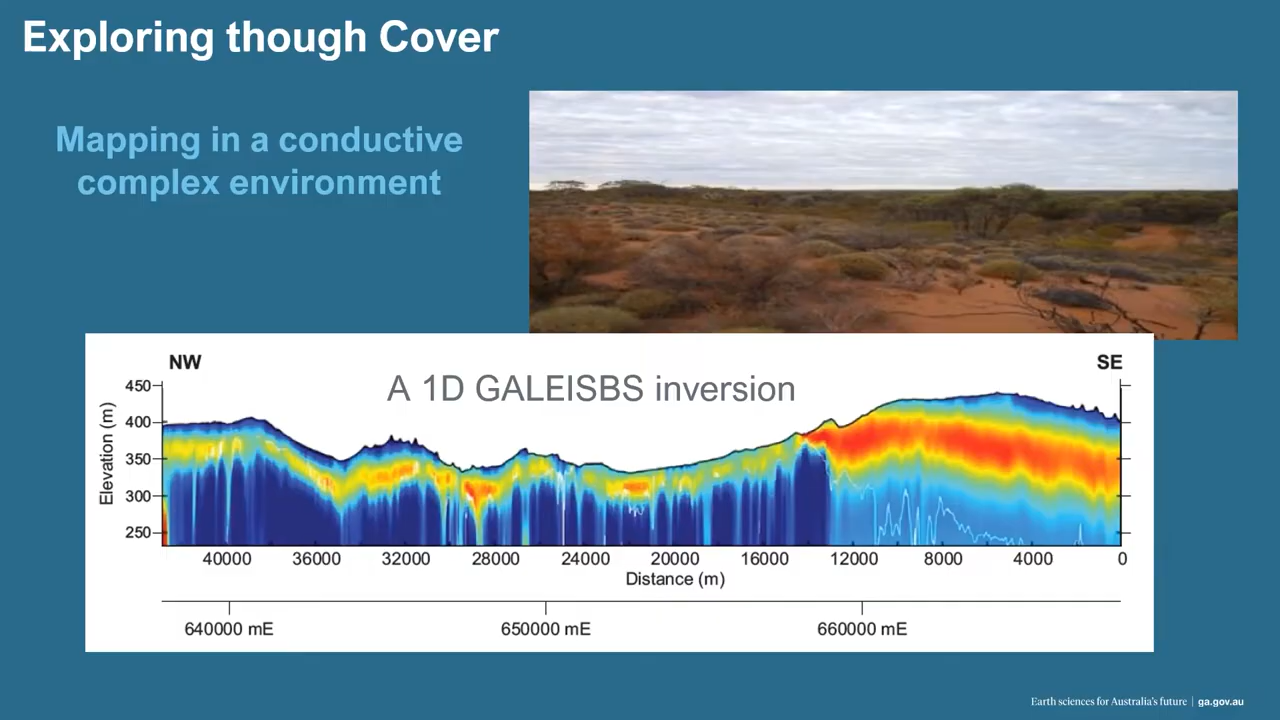 Exploring though Cover
Mapping in a conductive
complex environment
NW
SE
A 1D GALEISBS inversion
Elevation (m)
450
400
350
300
250
40000 36000 32000 28000 24000 20000 16000 12000 8000 4000 0
Distance (m)
640000 mE 650000 mE 660000 mE
Earth sciences for Australia's future | ga.gov.au